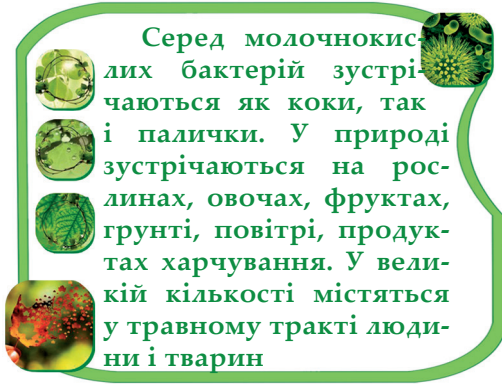 Серед молочнокис-
лих бактерій зустрі-
чаються як коки, так
і палички. У природі
зустрічаються на рос-
линах, овочах, фруктах,
грунті, повітрі, продук-
тах харчування. У вели-
кій кількості містяться
у травному тракті люди-
ни і тварин